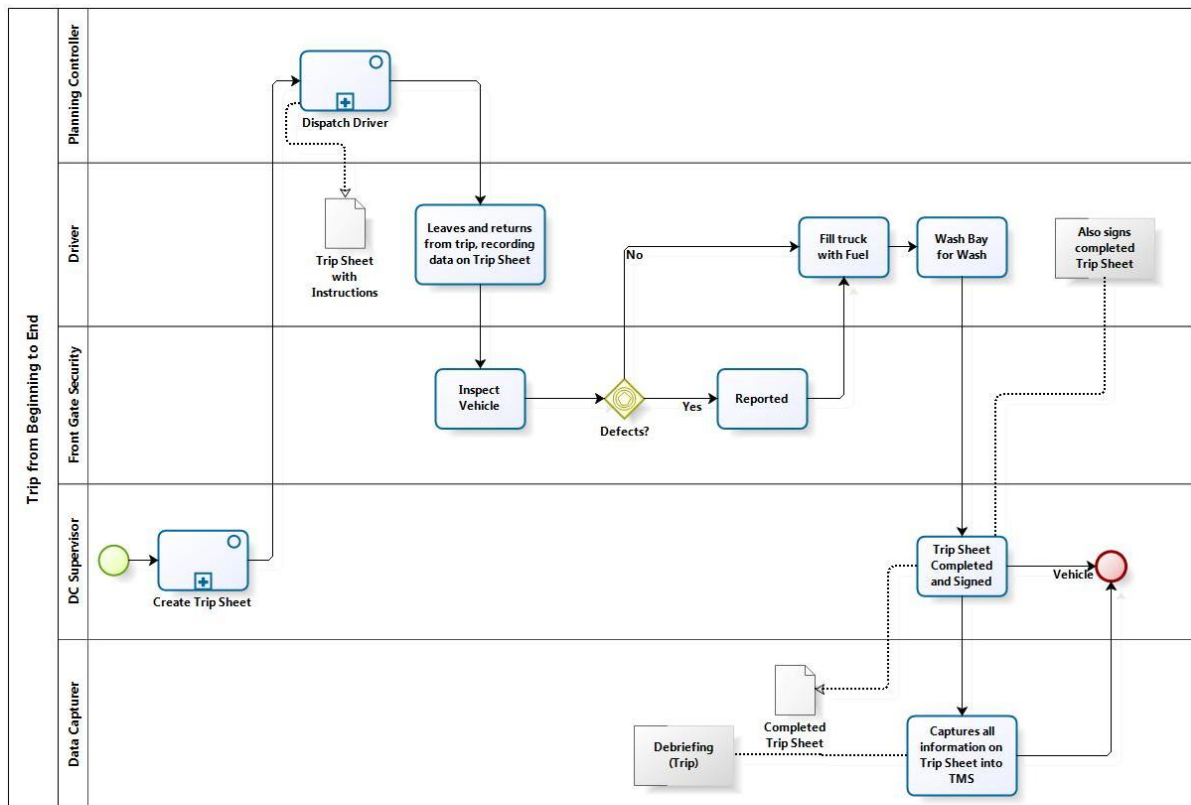 Trip from Beginning to End
Planning Controller
Dispatch Driver
Driver
Trip Sheet
with
Instructions
Leaves and returns
from trip, recording
data on Trip Sheet
No
Fill truck
with Fuel
Wash Bay
for Wash
Also signs
completed
Trip Sheet
Front Gate Security
Inspect
Vehicle
Defects?
Yes
Reported
DC Supervisor
Create Trip Sheet
Trip Sheet
Completed
and Signed
Vehicle
Data Capturer
Completed
Trip Sheet
Debriefing
(Trip)
Captures all
information on
Trip Sheet into
TMS